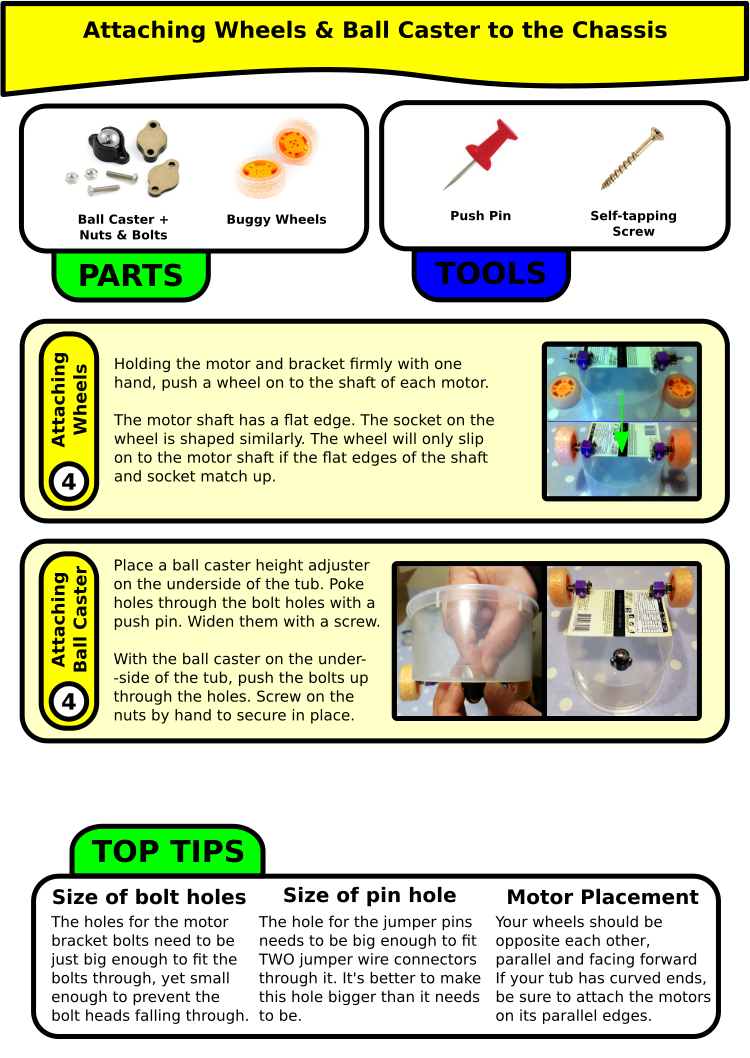 Attaching Wheels & Ball Caster to the Chassis
Ball Caster +
Nuts & Bolts
Buggy Wheels
PARTS
Push Pin
Self-tapping
Screw
TOOLS
Attaching
Wheels
4
Holding the motor and bracket firmly with one
hand, push a wheel on to the shaft of each motor.
The motor shaft has a flat edge. The socket on the
wheel is shaped similarly. The wheel will only slip
on to the motor shaft if the flat edges of the shaft
and socket match up.
Attaching
Ball Caster
4
Place a ball caster height adjuster
on the underside of the tub. Poke
holes through the bolt holes with a
push pin. Widen them with a screw.
With the ball caster on the under-
-side of the tub, push the bolts up
through the holes. Screw on the
nuts by hand to secure in place.
TOP TIPS
Size of bolt holes
The holes for the motor
bracket bolts need to be
just big enough to fit the
bolts through, yet small
enough to prevent the
bolt heads falling through.
Size of pin hole
The hole for the jumper pins
needs to be big enough to fit
TWO jumper wire connectors
through it. It's better to make
this hole bigger than it needs
to be.
Motor Placement
Your wheels should be
opposite each other,
parallel and facing forward
If your tub has curved ends,
be sure to attach the motors
on its parallel edges.